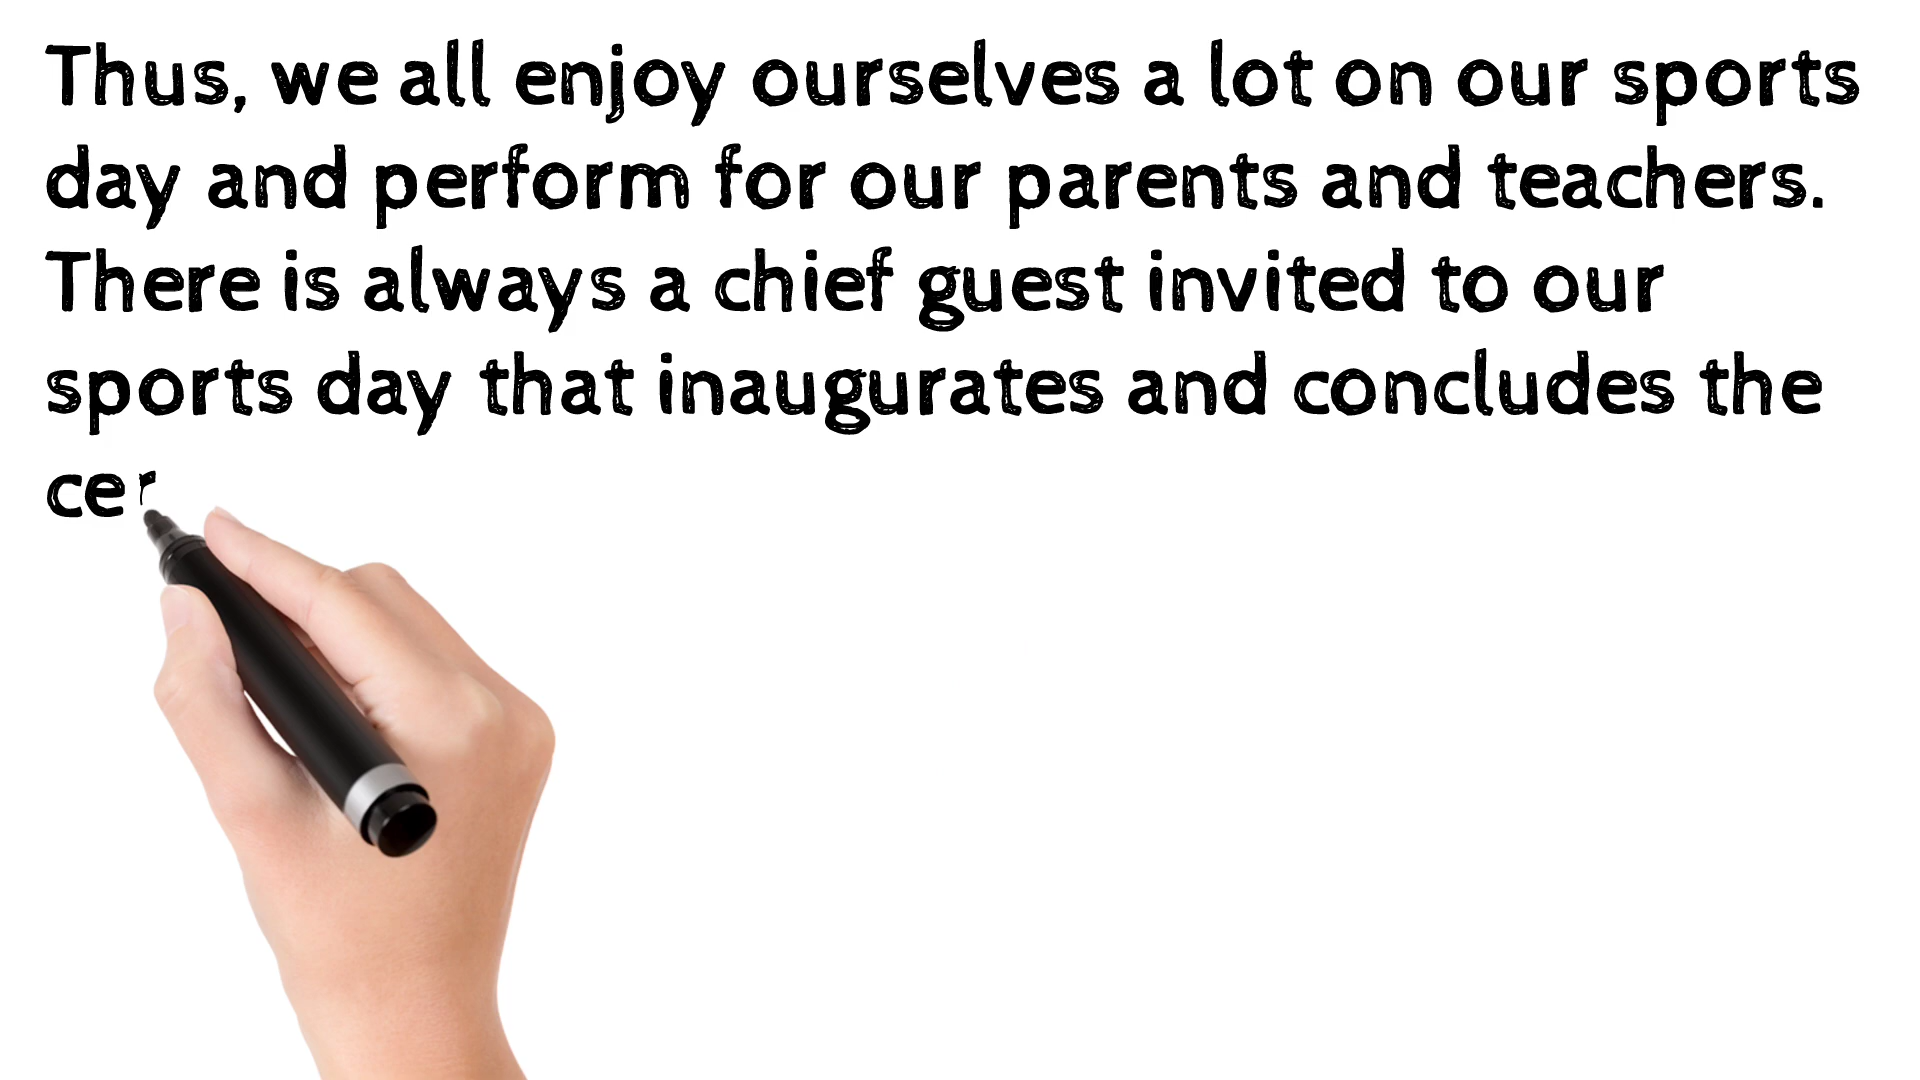 Thus, we all enjoy ourselves a lot on our sports
day and perform for our parents and teachers.
There is always a chief guest invited to our
sports day that inaugurates and concludes the
cer